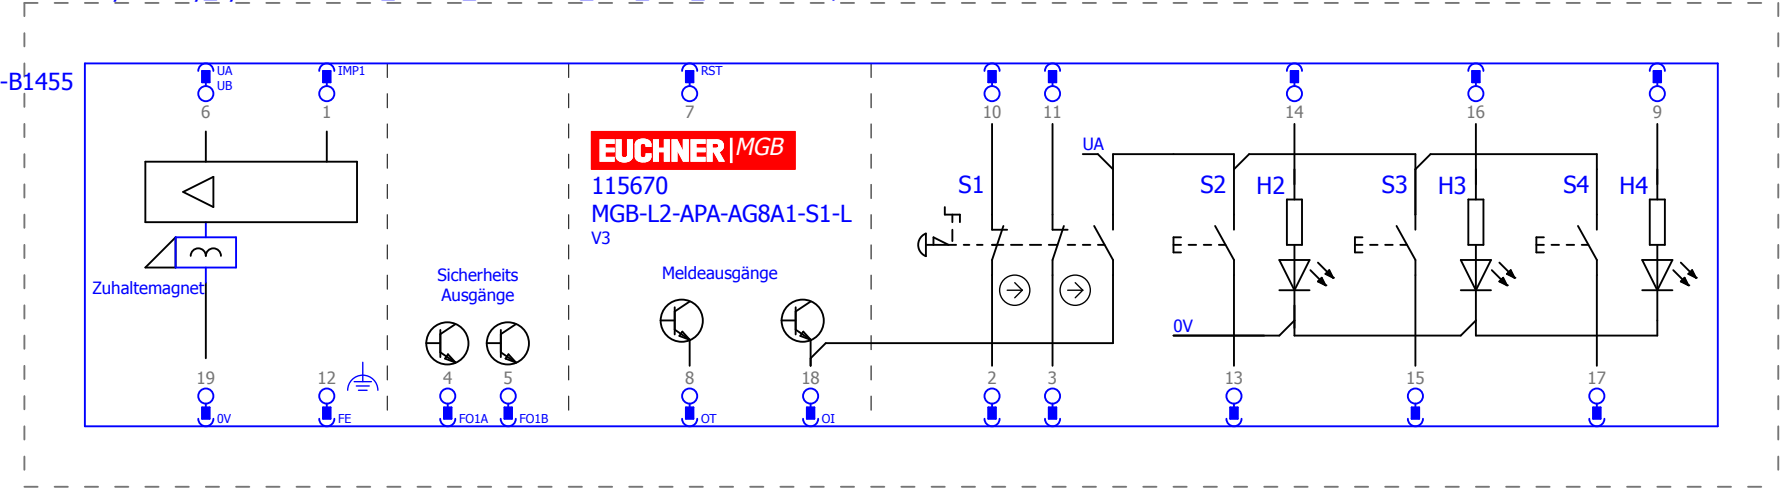 -B1455
UA
UB
IMP1
RST
6
1
7
10
11
14
16
9
EUCHNER MGB
115670
MGB-L2-APA-AG8A1-S1-L
V3
UA
S1
S2
H2
S3
H3
S4
H4
Zuhaltemagnet
Sicherheits
Ausgänge
Meldeausgänge
0V
19
12
4
5
8
18
2
3
13
15
17
0V
FE
FO1A
FO1B
OT
OI